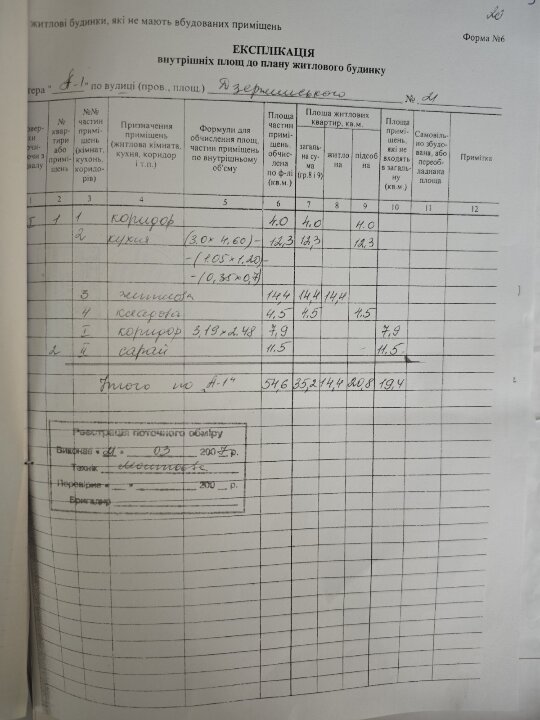 20
житлові будинки, які не мають вбудованих приміщень
Форма №6
ЕКСПЛІКАЦІЯ
внутрішніх площ до плану житлового будинку
тера "А-1" по вулиці (пров., площ.) Дзержинського № 21
№ квартири або приміщень
№№ частин приміщень (кімнат, кухонь, коридорів)
Призначення приміщень (житлова кімната, кухня, коридор і т.п.)
Формули для обчислення площ, частин приміщень по внутрішньому об'єму
Площа частин приміщень, обчислена по ф-лі (кв.м.)
Площа житлових квартир, кв.м.
загальна сума (гр.8 і 9)
житлова
підсобна
Площа приміщень, які не входять в загальну (кв.м.)
Самовільно збудована, або переобладнана площа
Примітка
1 2 3 4 5 6 7 8 9 10 11 12
І 1 1 коридор 4.0 4.0 4.0
2 кухня (3,0 × 4,60) - 12,3 12,3 12,3
- (1.05 × 1,20) -
- (0,35 × 0,7)
3 житлова 14,4 14,4 14,4
4 кладова 4,5 4.5 4.5
I коридор 3,19 × 2,48 7,9 7,9
2 II сарай 11.5 11.5
Итого по "А-1" 54,6 35,2 14,4 20,8 19,4
Реєстрація поточного обміру
Виконав " 21 " 03 2007 р.
Технік
Перевірив " " 200 р.
Бригадир